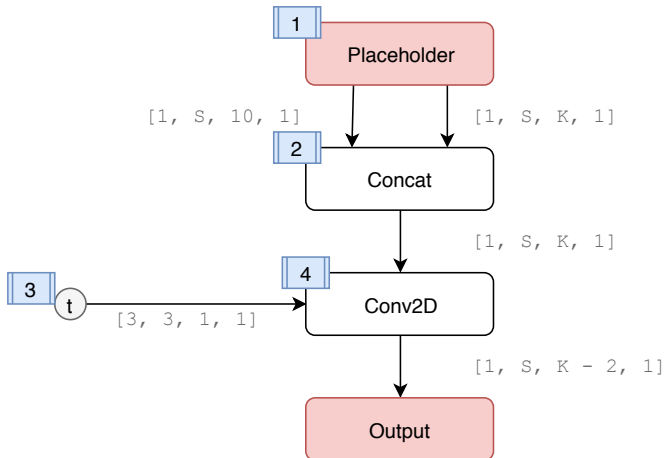 1
Placeholder
[1, S, 10, 1]
[1, S, K, 1]
2
Concat
[1, S, K, 1]
3
t
[3, 3, 1, 1]
4
Conv2D
[1, S, K - 2, 1]
Output